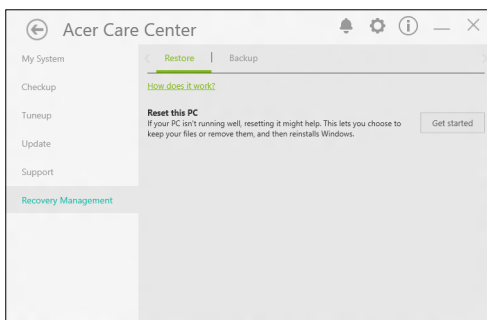 Acer Care Center
My System
Restore
Backup
Checkup
How does it work?
Reset this PC
If your PC isn't running well, resetting it might help. This lets you choose to
keep your files or remove them, and then reinstalls Windows.
Get started
Tuneup
Update
Support
Recovery Management